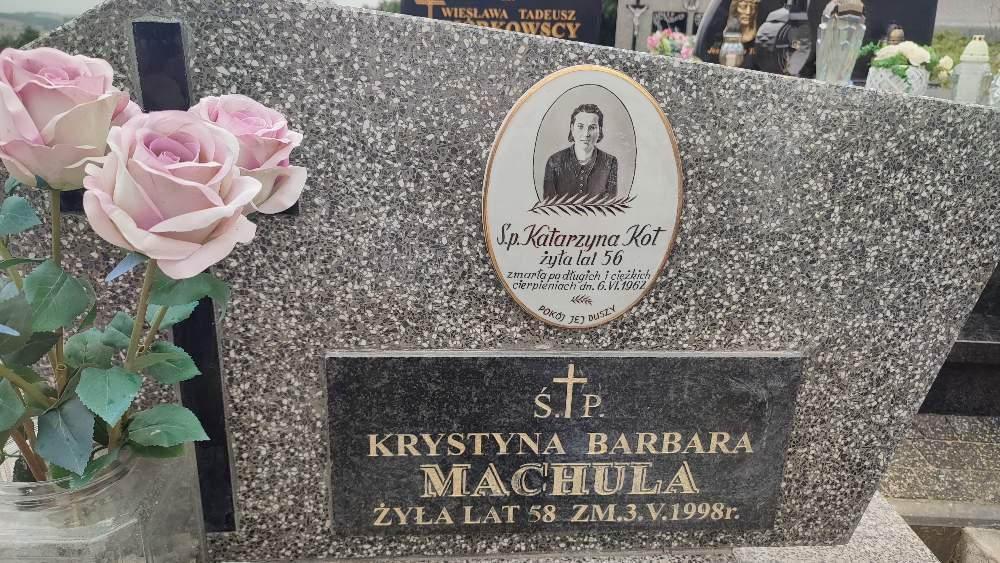 WIESŁAWA TADEUSZ
S.p. Katarzyna Kot
żyła lat 56
zmarła po długich i ciężkich
cierpieniach dn. 6.VI.1962
POKÓJ JEJ DUSZY
Ś. P.
KRYSTYNA BARBARA
MACHULA
ŻYŁA LAT 58 ZM.3.V.1998r.